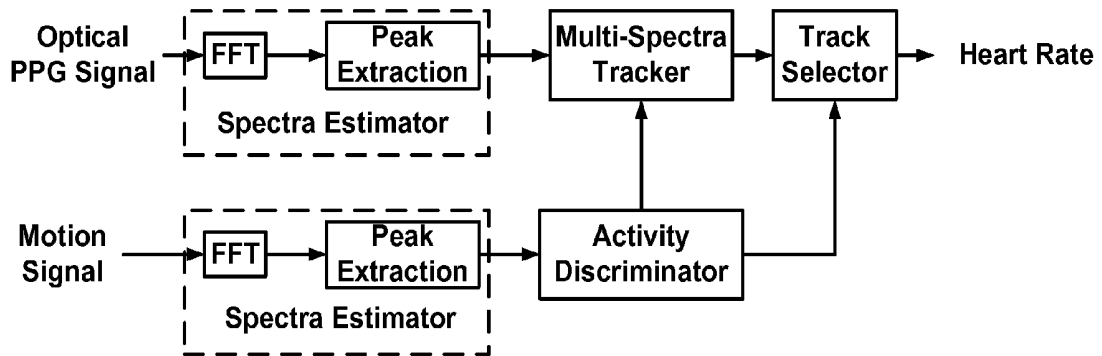 Optical
PPG Signal
FFT
Peak
Extraction
Spectra Estimator
Multi-Spectra
Tracker
Track
Selector
Heart Rate
Motion
Signal
FFT
Peak
Extraction
Spectra Estimator
Activity
Discriminator